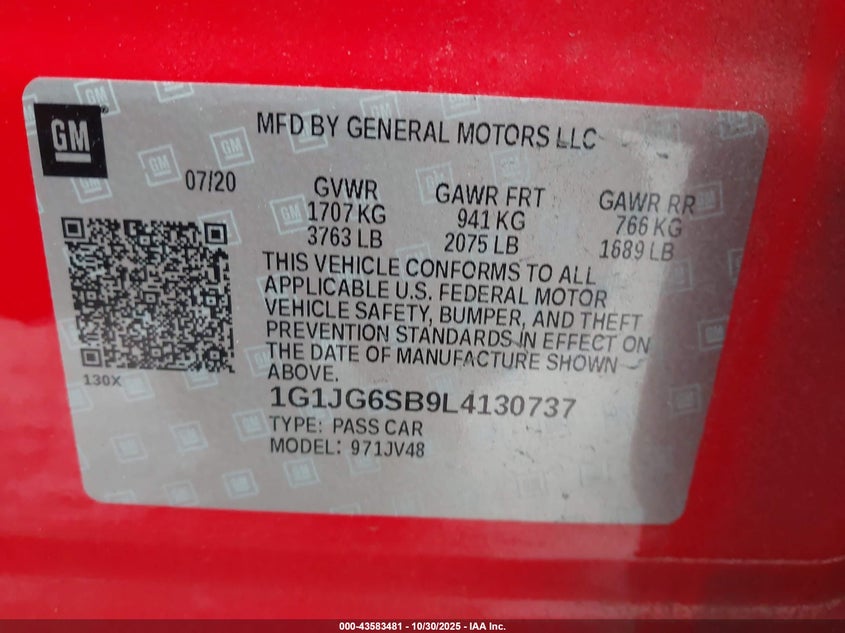 GM
MFD BY GENERAL MOTORS LLC
07/20
GVWR GAWR FRT GAWR RR
1707 KG 941 KG 766 KG
3763 LB 2075 LB 1689 LB
THIS VEHICLE CONFORMS TO ALL
APPLICABLE U.S. FEDERAL MOTOR
VEHICLE SAFETY, BUMPER, AND THEFT
PREVENTION STANDARDS IN EFFECT ON
THE DATE OF MANUFACTURE SHOWN
ABOVE.
130X
1G1JG6SB9L4130737
TYPE: PASS CAR
MODEL: 971JV48
000-43583481 - 10/30/2025 - IAA Inc.